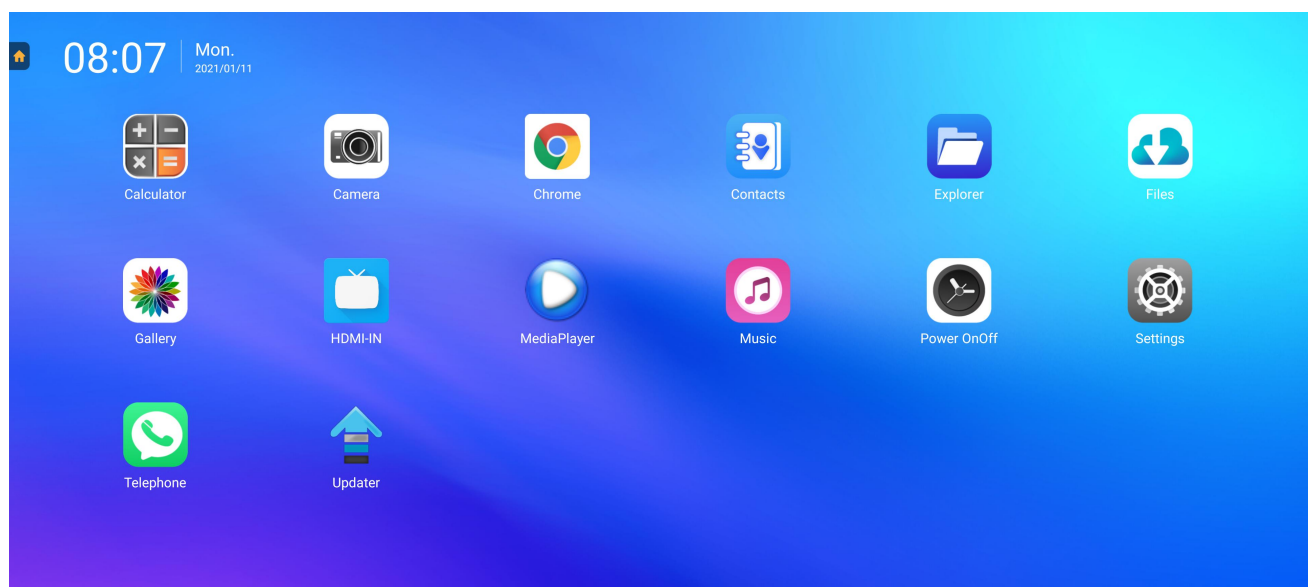 08:07
Mon.
2021/01/11
Calculator
Camera
Chrome
Contacts
Explorer
Files
Gallery
HDMI-IN
MediaPlayer
Music
Power OnOff
Settings
Telephone
Updater